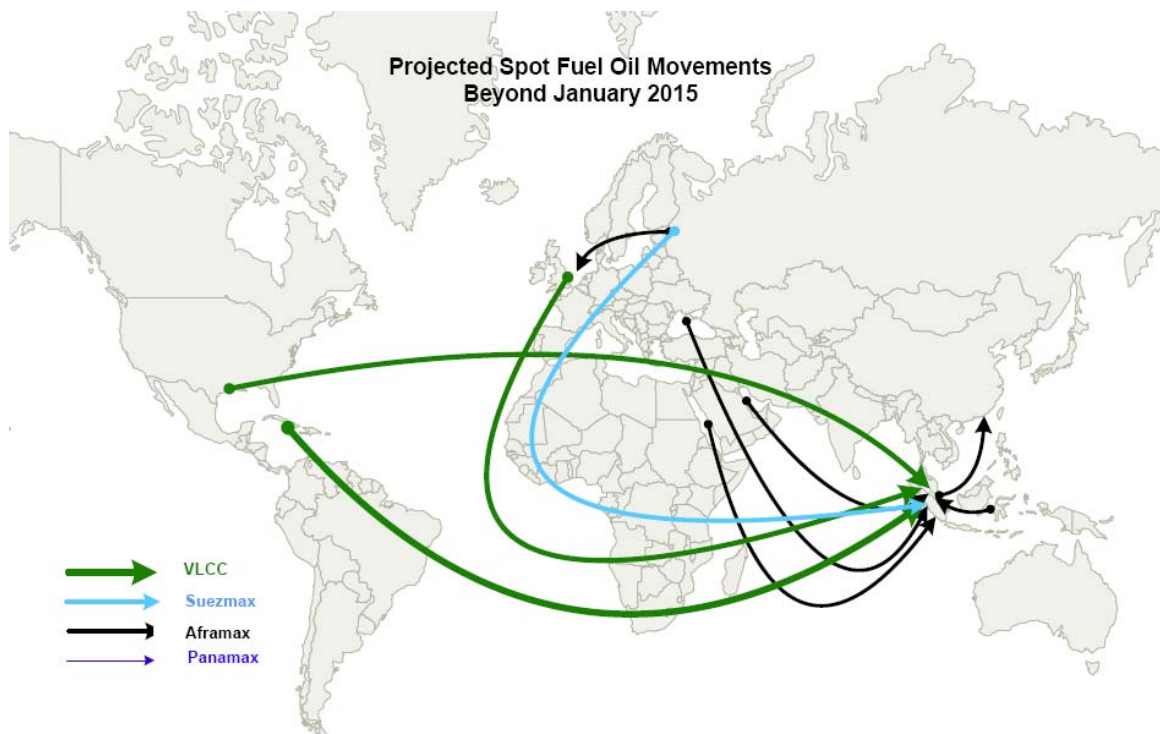 Projected Spot Fuel Oil Movements
Beyond January 2015
VLCC
Suezmax
Aframax
Panamax